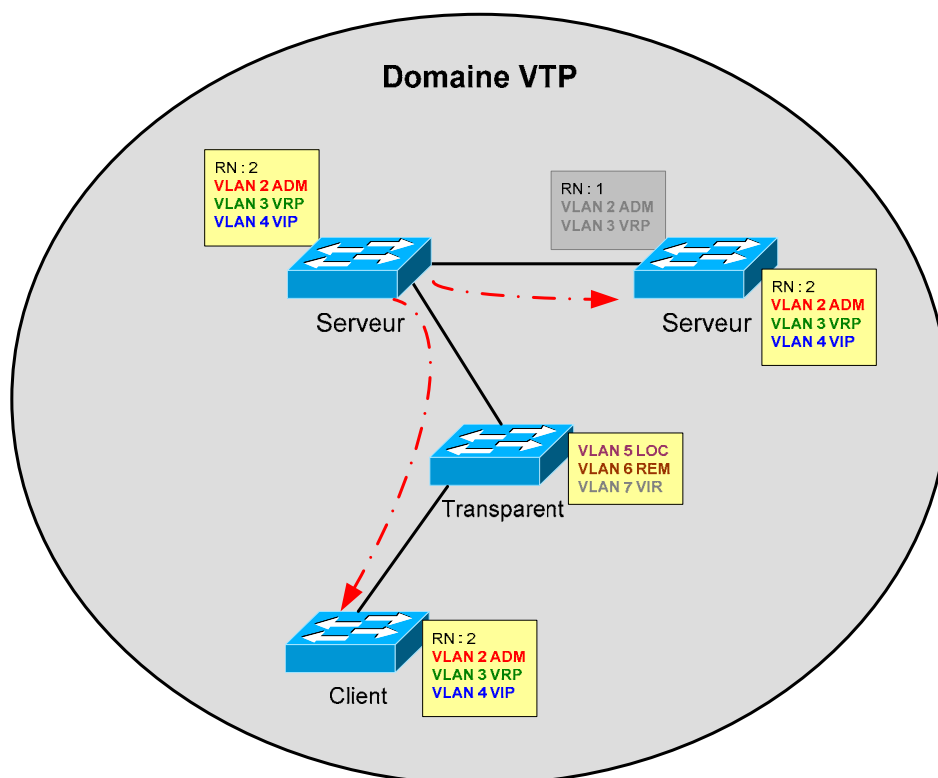 Domaine VTP
RN : 2
VLAN 2 ADM
VLAN 3 VRP
VLAN 4 VIP
RN : 1
VLAN 2 ADM
VLAN 3 VRP
Serveur
Serveur
RN : 2
VLAN 2 ADM
VLAN 3 VRP
VLAN 4 VIP
VLAN 5 LOC
VLAN 6 REM
VLAN 7 VIR
Transparent
RN : 2
VLAN 2 ADM
VLAN 3 VRP
VLAN 4 VIP
Client